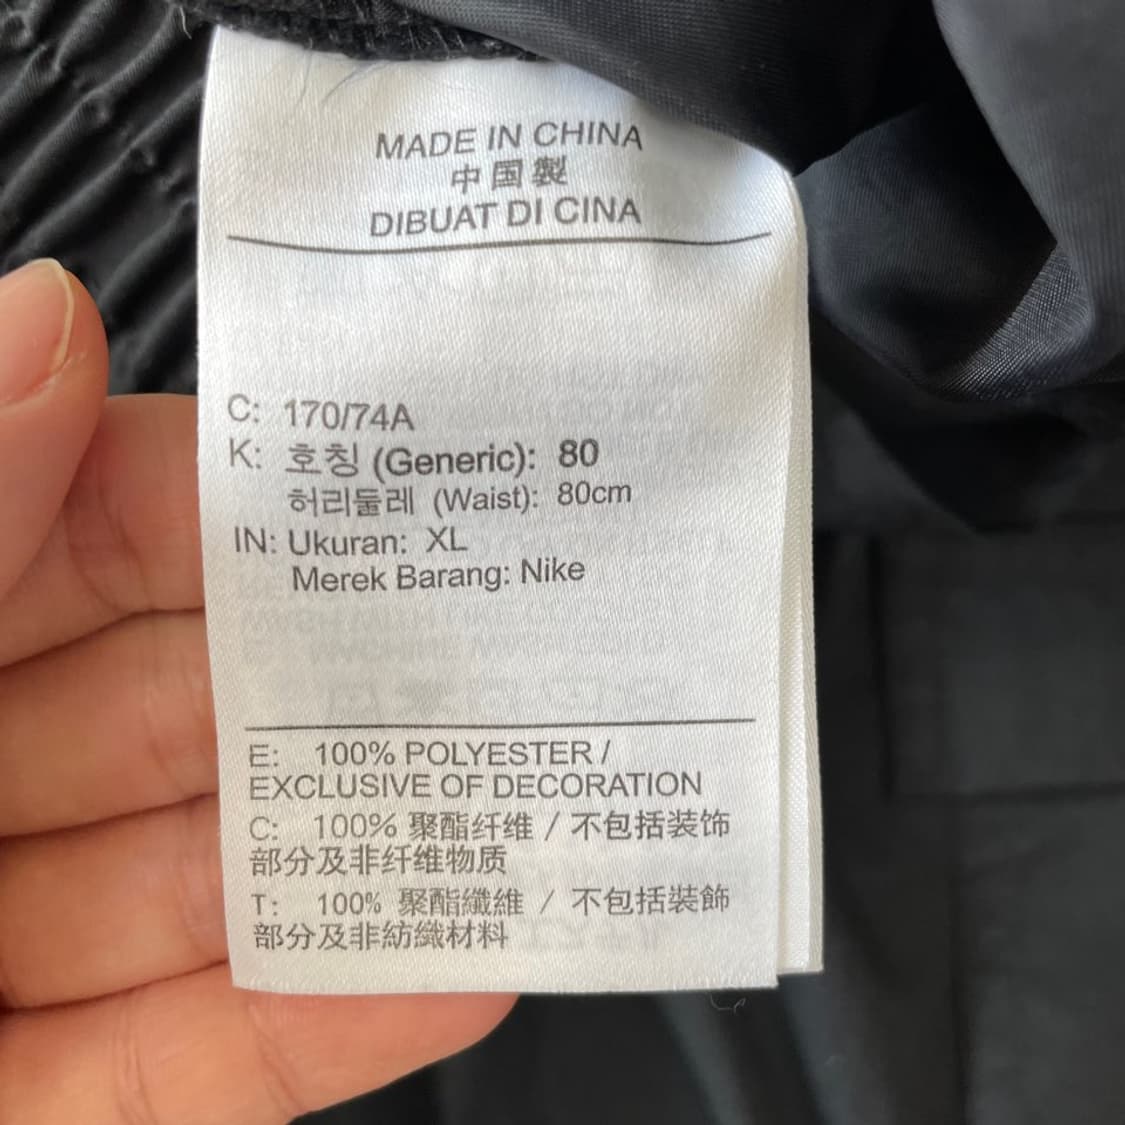 MADE IN CHINA
中国製
DIBUAT DI CINA
C: 170/74A
K: 호칭 (Generic): 80
허리둘레 (Waist): 80cm
IN: Ukuran: XL
Merek Barang: Nike
E: 100% POLYESTER /
EXCLUSIVE OF DECORATION
C: 100% 聚酯纤维 / 不包括装饰
部分及非纤维物质
T: 100% 聚酯纖維 / 不包括裝飾
部分及非紡織材料